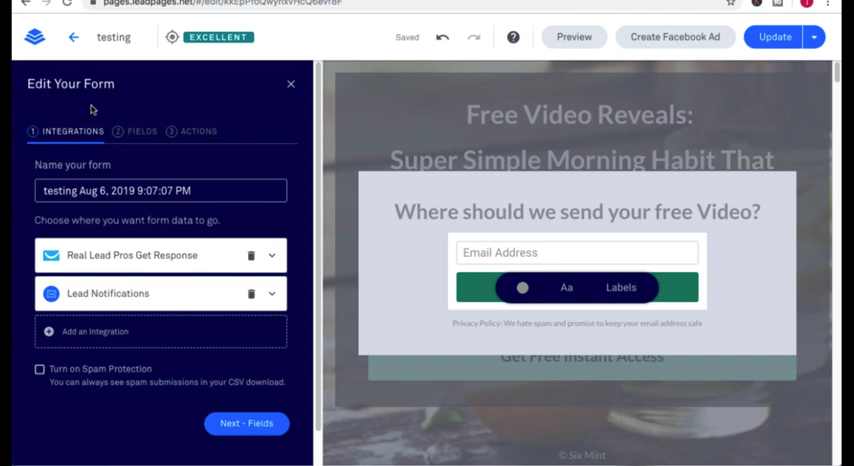 testing
EXCELLENT
Saved
Preview
Create Facebook Ad
Update
Edit Your Form
1 INTEGRATIONS
2 FIELDS
3 ACTIONS
Name your form
testing Aug 6, 2019 9:07:07 PM
Choose where you want form data to go.
Real Lead Pros Get Response
Lead Notifications
Add an Integration
Turn on Spam Protection
You can always see spam submissions in your CSV download.
Next - Fields
Free Video Reveals:
Super Simple Morning Habit That
Where should we send your free Video?
Email Address
Aa
Labels
Privacy Policy: We hate spam and promise to keep your email address safe
Get Free Instant Access
© Six Mint